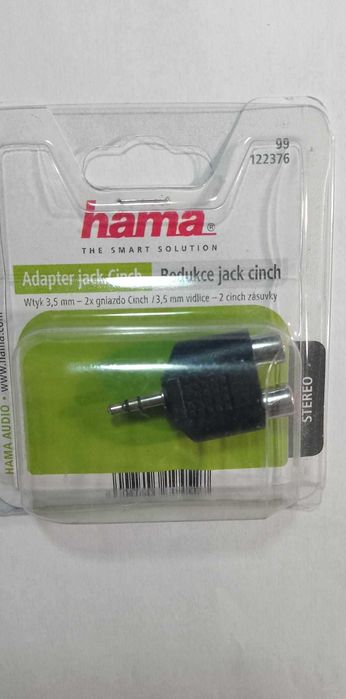 99
122376
hama®
THE SMART SOLUTION
Adapter jack Cinch Redukce jack cinch
Wtyk 3,5 mm – 2x gniazdo Cinch / 3,5 mm vidlice – 2 cinch zásuvky
STEREO
HAMA AUDIO • www.hama.com